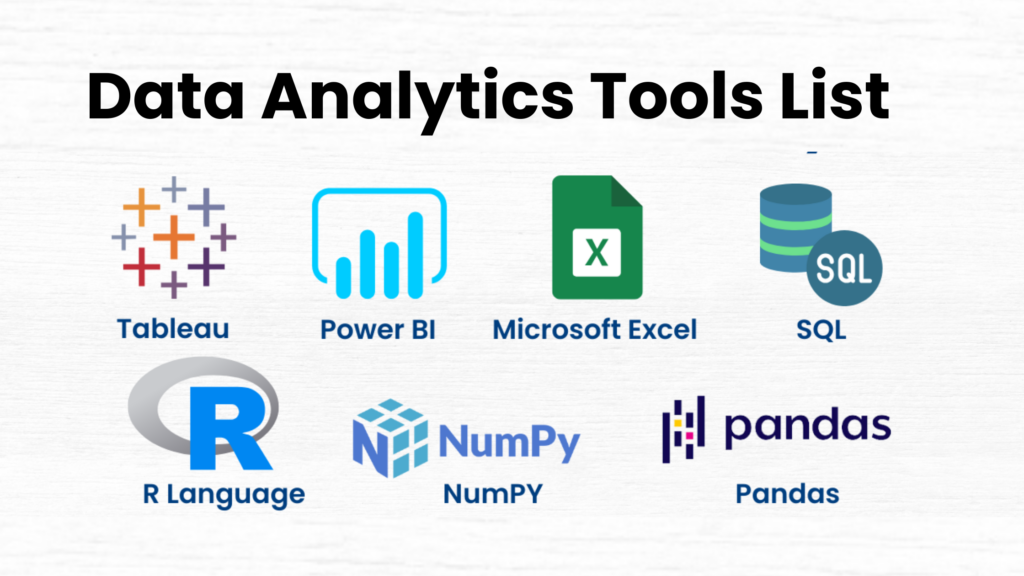 Data Analytics Tools List
-
X
SQL
Tableau
Power BI
Microsoft Excel
SQL
R
NumPy
pandas
R Language
NumPY
Pandas